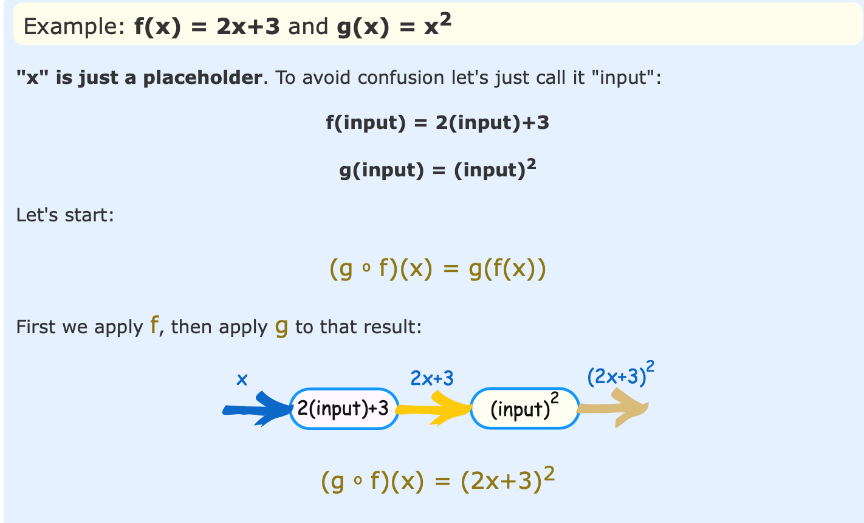 Example: f(x) = 2x+3 and g(x) = x²
"x" is just a placeholder. To avoid confusion let's just call it "input":
f(input) = 2(input)+3
g(input) = (input)²
Let's start:
(g ∘ f)(x) = g(f(x))
First we apply f, then apply g to that result:
x 2x+3 (2x+3)²
2(input)+3 (input)²
(g ∘ f)(x) = (2x+3)²